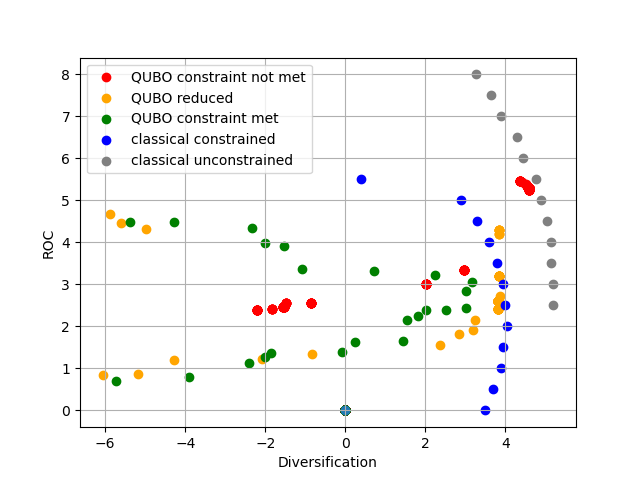 8
7
6
5
4
3
2
1
0
ROC
QUBO constraint not met
QUBO reduced
QUBO constraint met
classical constrained
classical unconstrained
−6 −4 −2 0 2 4
Diversification